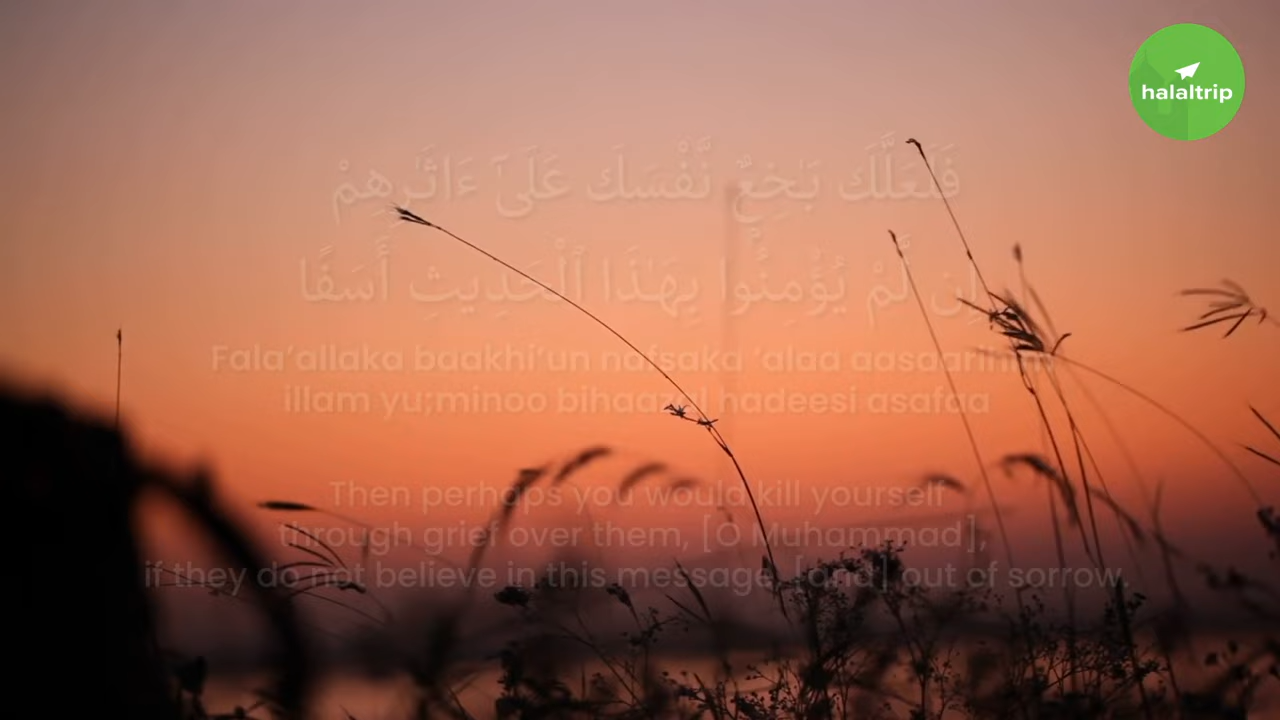 halaltrip
فَلَعَلَّكَ بَـٰخِعٌۭ نَّفْسَكَ عَلَىٰٓ ءَاثَـٰرِهِمْ
إِن لَّمْ يُؤْمِنُوا۟ بِهَـٰذَا ٱلْحَدِيثِ أَسَفًا
Fala'allaka baakhi'un nafsaka 'alaa aasaarihim
illam yu;minoo bihaazal hadeesi asafaa
Then perhaps you would kill yourself
through grief over them, [O Muhammad],
if they do not believe in this message, [and] out of sorrow.